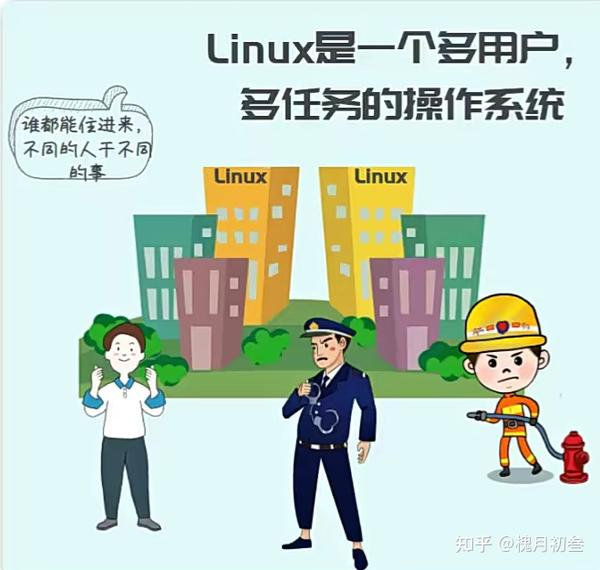 Linux是一个多用户，
多任务的操作系统
谁都能住进来，
不同的人干不同
的事
Linux
Linux
知乎 @槐月初叁